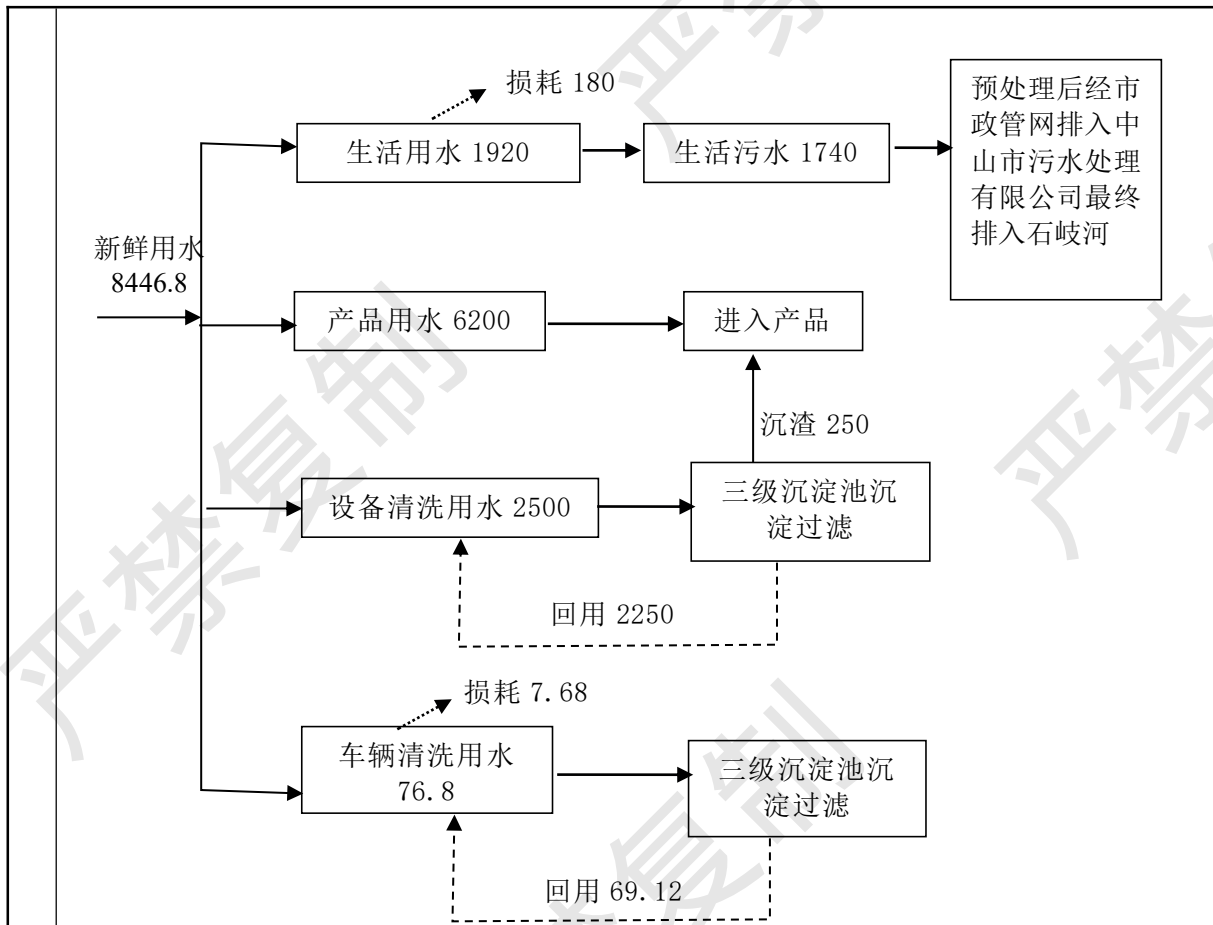 损耗 180
生活用水 1920
生活污水 1740
预处理后经市
政管网排入中
山市污水处理
有限公司最终
排入石岐河
新鲜用水
8446.8
产品用水 6200
进入产品
沉渣 250
设备清洗用水 2500
三级沉淀池沉
淀过滤
回用 2250
损耗 7.68
车辆清洗用水
76.8
三级沉淀池沉
淀过滤
回用 69.12
严禁复制
严禁复制
严禁
禁复制